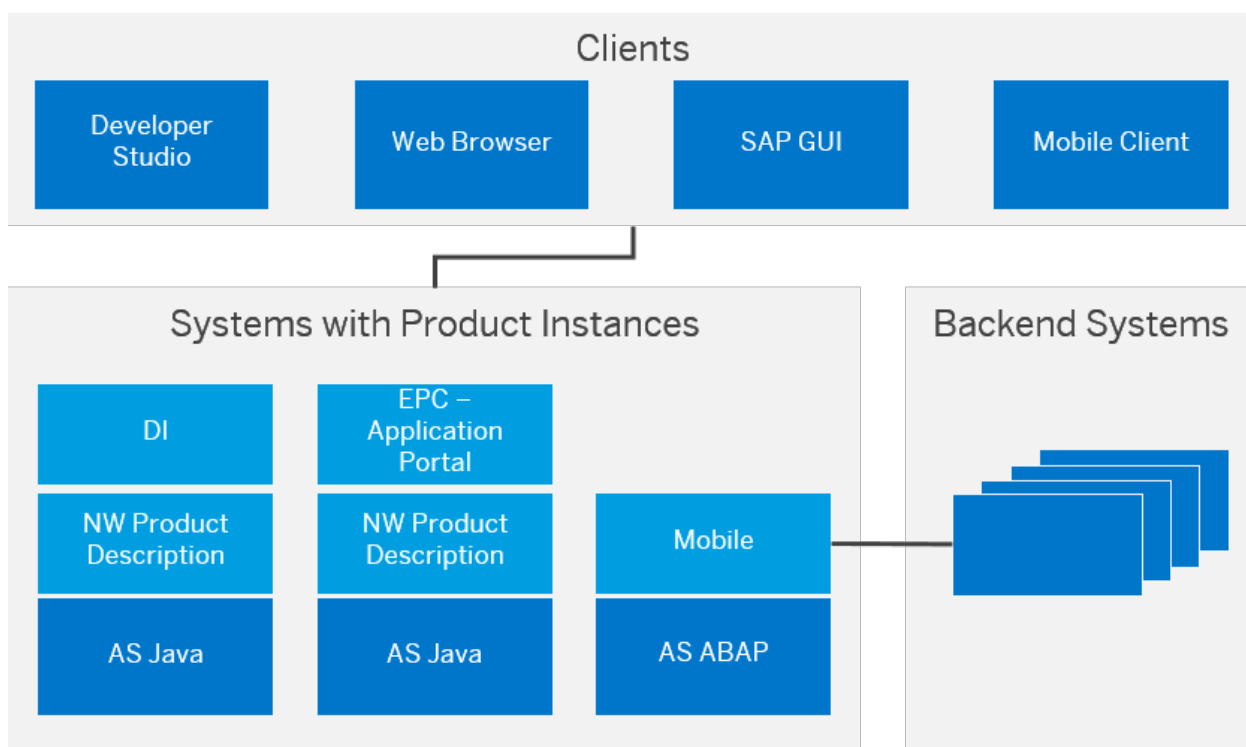 Clients
Developer
Studio
Web Browser
SAP GUI
Mobile Client
Systems with Product Instances
Backend Systems
DI
EPC –
Application
Portal
NW Product
Description
NW Product
Description
Mobile
AS Java
AS Java
AS ABAP